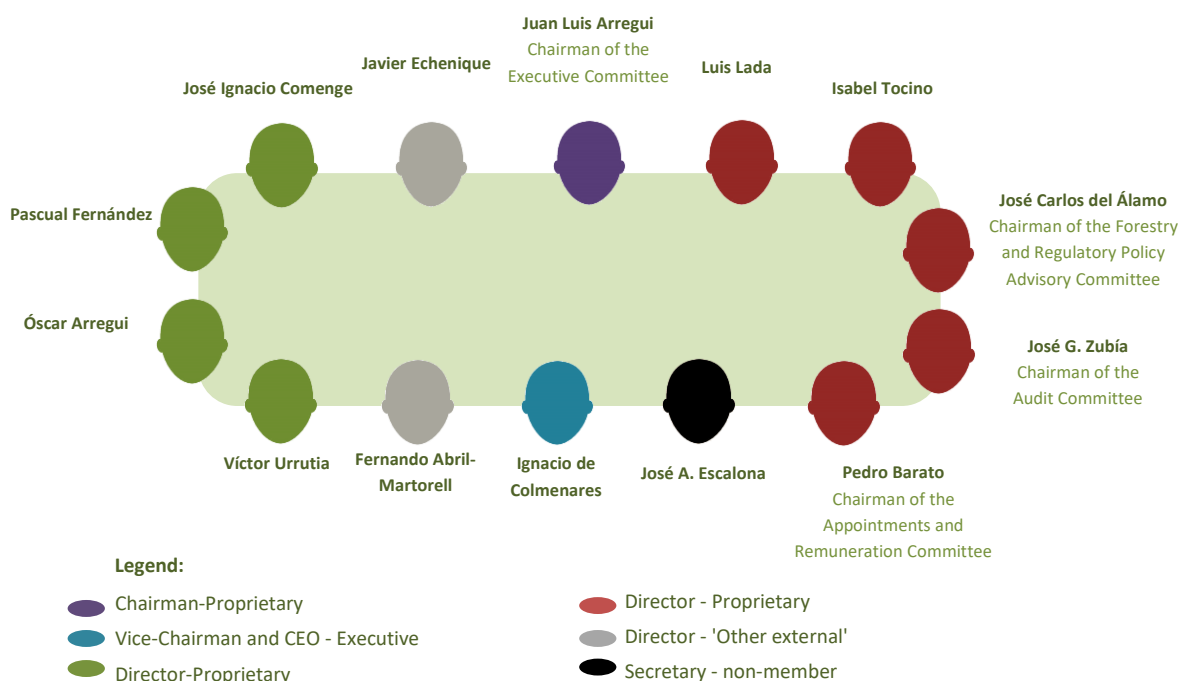 Juan Luis Arregui
Chairman of the
Executive Committee
Javier Echenique
Luis Lada
José Ignacio Comenge
Isabel Tocino
Pascual Fernández
José Carlos del Álamo
Chairman of the Forestry
and Regulatory Policy
Advisory Committee
Óscar Arregui
José G. Zubía
Chairman of the
Audit Committee
Víctor Urrutia
Fernando Abril-
Martorell
Ignacio de
Colmenares
José A. Escalona
Pedro Barato
Chairman of the
Appointments and
Remuneration Committee
Legend:
Chairman-Proprietary
Vice-Chairman and CEO - Executive
Director-Proprietary
Director - Proprietary
Director - 'Other external'
Secretary - non-member